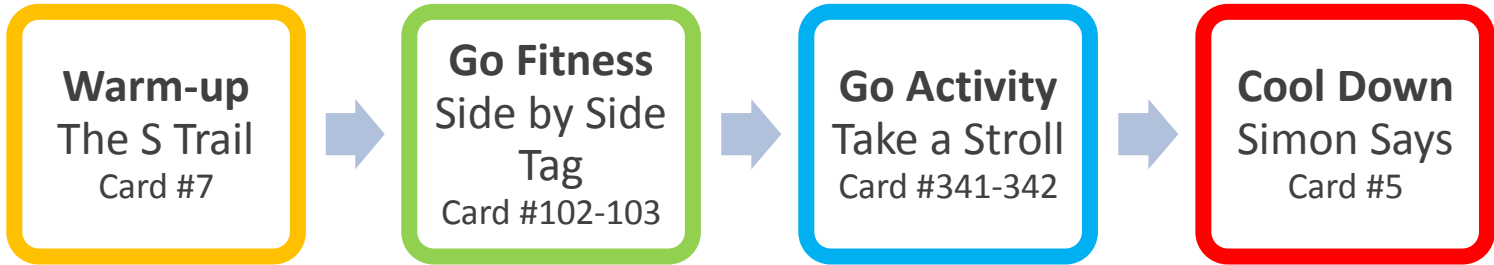 Warm-up
The S Trail
Card #7
Go Fitness
Side by Side
Tag
Card #102-103
Go Activity
Take a Stroll
Card #341-342
Cool Down
Simon Says
Card #5